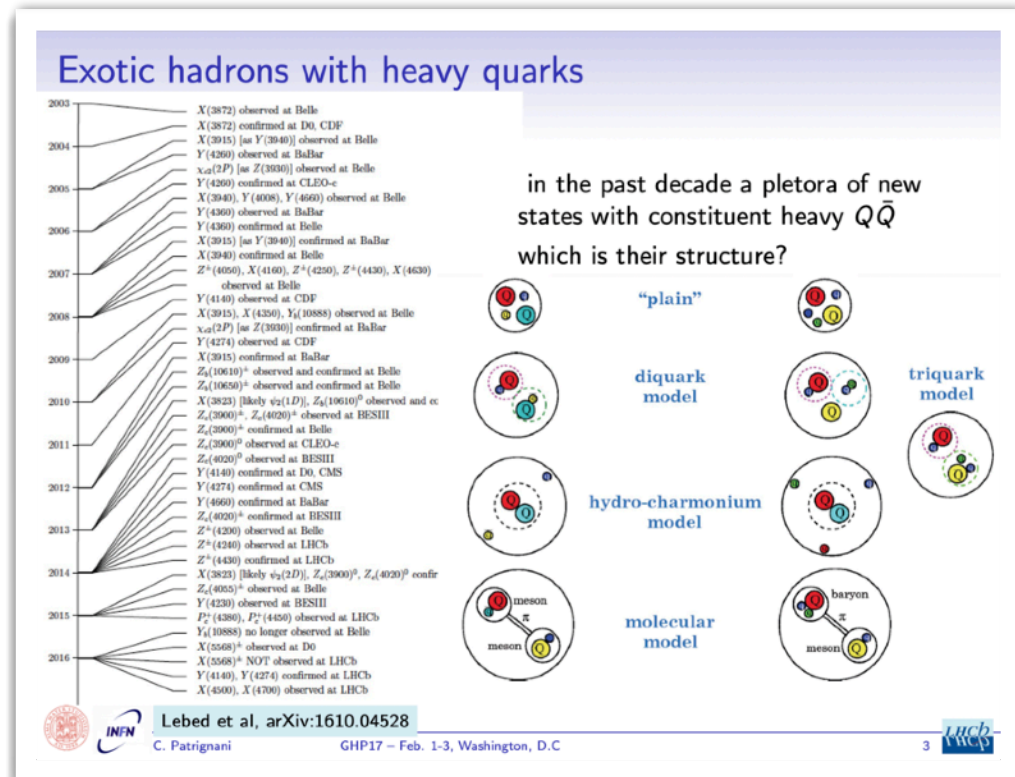 Exotic hadrons with heavy quarks
2003
2004
2005
2006
2007
2008
2009
2010
2011
2012
2013
2014
2015
2016
X(3872) observed at Belle
X(3872) confirmed at D0, CDF
X(3915) [as Y(3940)] observed at Belle
Y(4260) observed at BaBar
χc2(2P) [as Z(3930)] observed at Belle
Y(4260) confirmed at CLEO-c
X(3940), Y(4008), Y(4660) observed at Belle
Y(4360) observed at BaBar
Y(4360) confirmed at Belle
X(3915) [as Y(3940)] confirmed at BaBar
X(3940) confirmed at Belle
Z±(4050), X(4160), Z±(4250), Z±(4430), X(4630)
observed at Belle
Y(4140) observed at CDF
X(3915), X(4350), Yb(10888) observed at Belle
χc2(2P) [as Z(3930)] confirmed at BaBar
Y(4274) observed at CDF
X(3915) confirmed at BaBar
Zb(10610)± observed and confirmed at Belle
Zb(10650)± observed and confirmed at Belle
X(3823) [likely ψ2(1D)], Zb(10610)0 observed and cc
Zc(3900)±, Zc(4020)± observed at BESIII
Zc(3900)± confirmed at Belle
Zc(3900)0 observed at CLEO-c
Zc(4020)0 observed at BESIII
Y(4140) confirmed at D0, CMS
Y(4274) confirmed at CMS
Y(4660) confirmed at BaBar
Zc(4020)± confirmed at BESIII
Z±(4200) observed at Belle
Z±(4240) observed at LHCb
Z±(4430) confirmed at LHCb
X(3823) [likely ψ2(2D)], Zc(3900)0, Zc(4020)0 confir
Zc(4055)± observed at Belle
Y(4230) observed at BESIII
Pc+(4380), Pc+(4450) observed at LHCb
Yb(10888) no longer observed at Belle
X(5568)± observed at D0
X(5568)± NOT observed at LHCb
Y(4140), Y(4274) confirmed at LHCb
X(4500), X(4700) observed at LHCb
in the past decade a pletora of new
states with constituent heavy QQ̄
which is their structure?
Q Q̄ "plain" Q Q̄
Q Q̄ diquark model Q Q̄
triquark model
Q Q̄
Q Q̄ hydro-charmonium model Q Q̄
Q meson π meson Q̄
molecular model
Q baryon π meson Q̄
Lebed et al, arXiv:1610.04528
INFN
C. Patrignani GHP17 – Feb. 1-3, Washington, D.C 3
LHCb